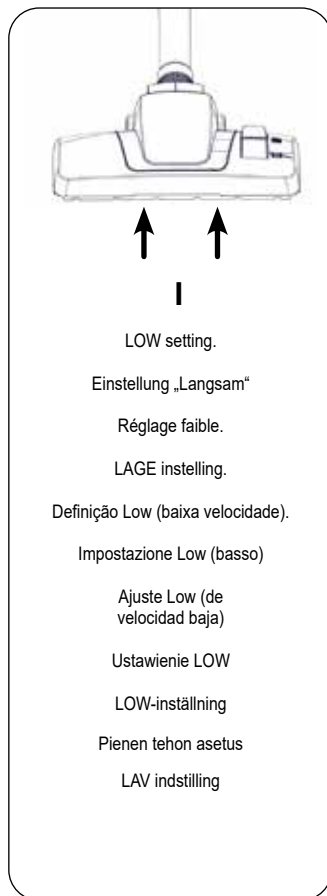 I
LOW setting.
Einstellung „Langsam“
Réglage faible.
LAGE instelling.
Definição Low (baixa velocidade).
Impostazione Low (basso)
Ajuste Low (de
velocidad baja)
Ustawienie LOW
LOW-inställning
Pienen tehon asetus
LAV indstilling